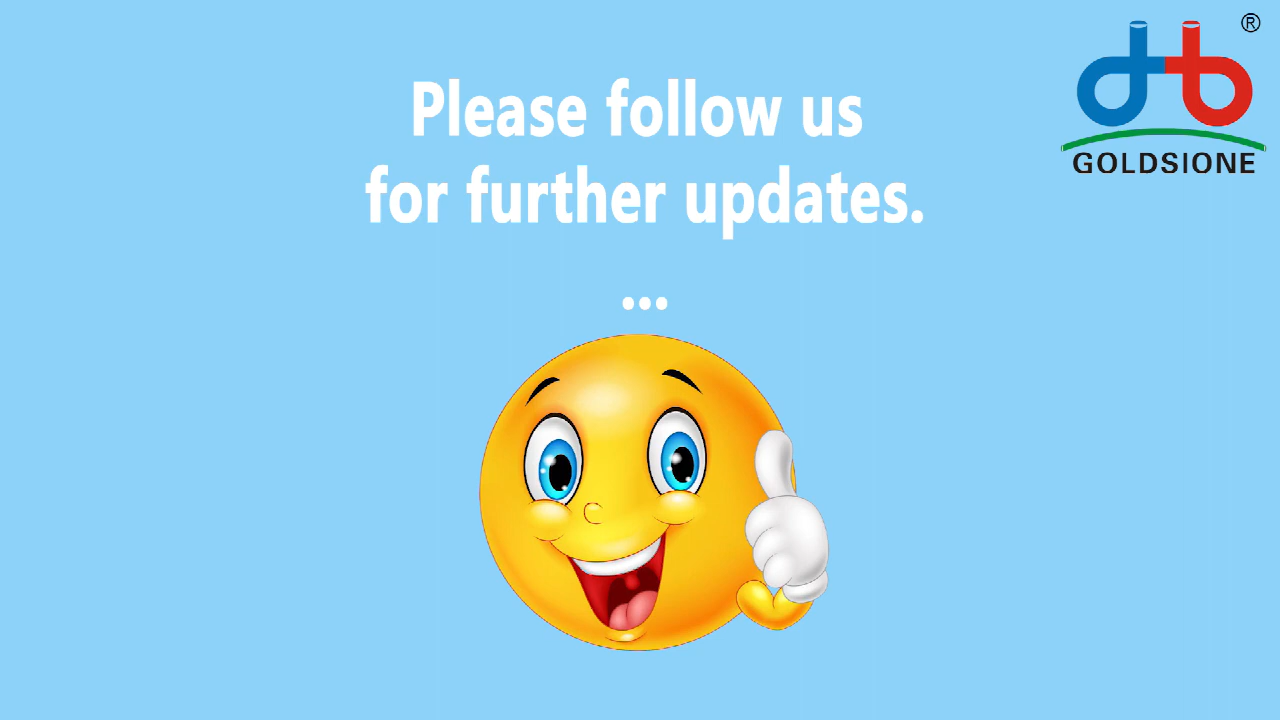 Please follow us
for further updates.
...
®
GOLDSIONE